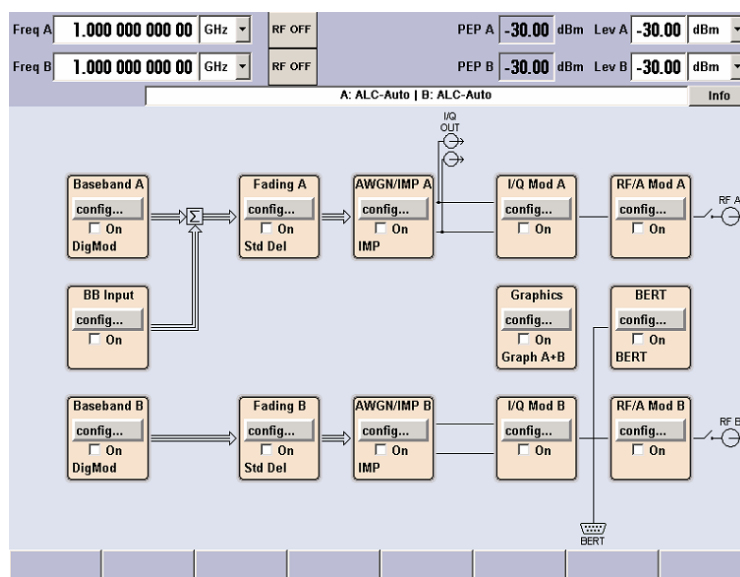 Freq A 1.000 000 000 00 GHz RF OFF PEP A -30.00 dBm Lev A -30.00 dBm
Freq B 1.000 000 000 00 GHz RF OFF PEP B -30.00 dBm Lev B -30.00 dBm
A: ALC-Auto | B: ALC-Auto Info
I/Q
OUT
Baseband A Fading A AWGN/IMP A I/Q Mod A RF/A Mod A
RF A
config... config... config... config... config...
On On On On On
DigMod Std Del IMP
BB Input Graphics BERT
config... config... config...
On On On
Graph A+B BERT
Baseband B Fading B AWGN/IMP B I/Q Mod B RF/A Mod B
RF B
config... config... config... config... config...
On On On On On
DigMod Std Del IMP
BERT